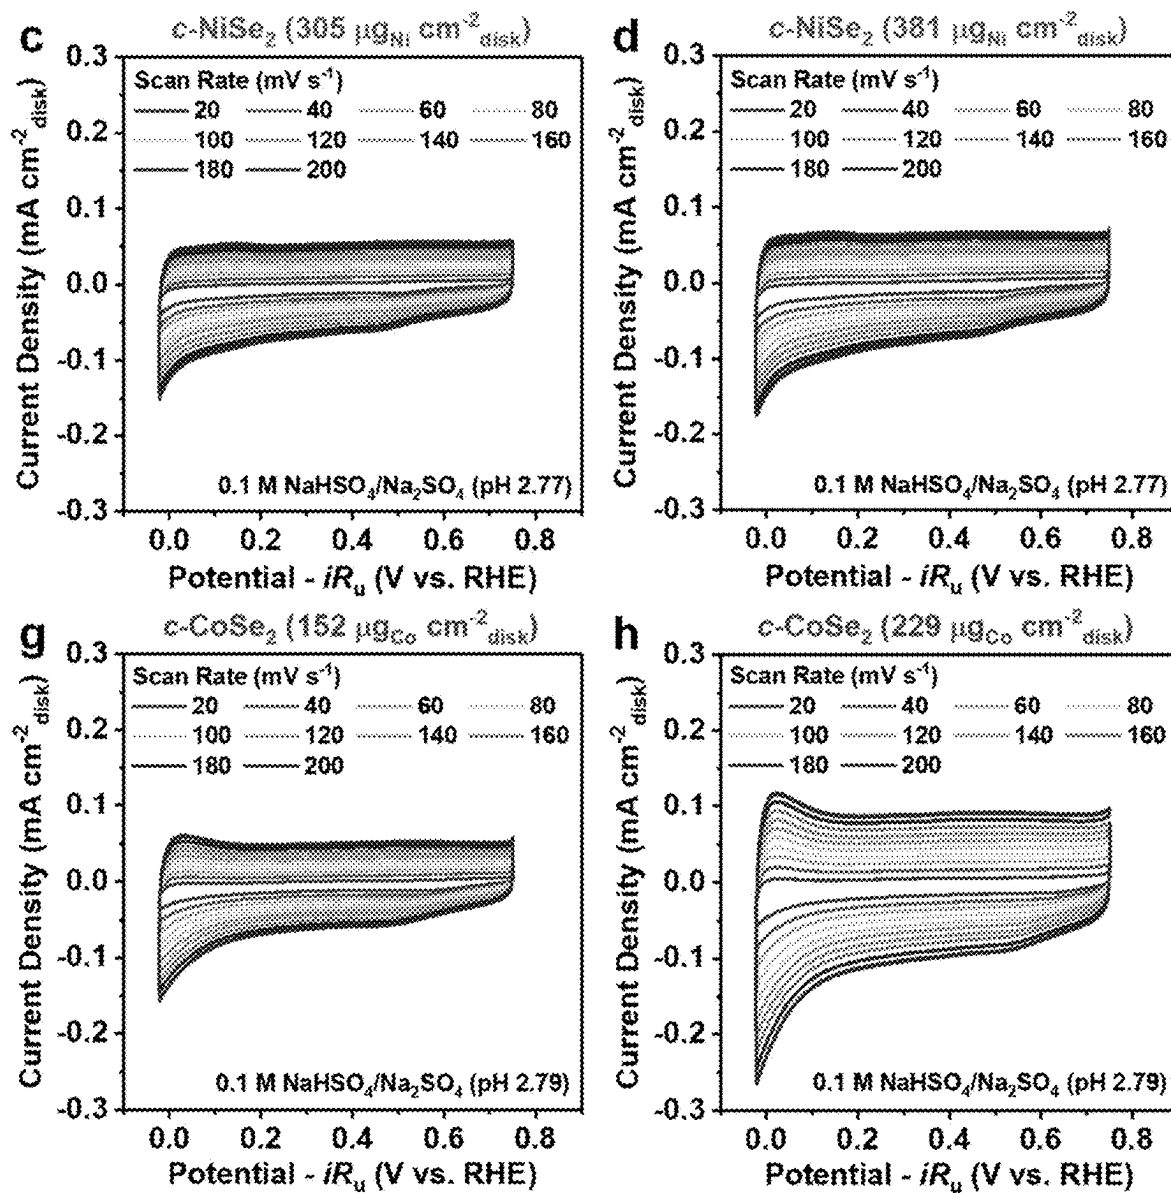 c
c-NiSe2 (305 μgNi cm-2disk)
Current Density (mA cm-2disk)
0.3
0.2
0.1
0.0
-0.1
-0.2
-0.3
Scan Rate (mV s-1)
20 40 60 80
100 120 140 160
180 200
0.1 M NaHSO4/Na2SO4 (pH 2.77)
0.0 0.2 0.4 0.6 0.8
Potential - iRu (V vs. RHE)
d
c-NiSe2 (381 μgNi cm-2disk)
Current Density (mA cm-2disk)
0.3
0.2
0.1
0.0
-0.1
-0.2
-0.3
Scan Rate (mV s-1)
20 40 60 80
100 120 140 160
180 200
0.1 M NaHSO4/Na2SO4 (pH 2.77)
0.0 0.2 0.4 0.6 0.8
Potential - iRu (V vs. RHE)
g
c-CoSe2 (152 μgCo cm-2disk)
Current Density (mA cm-2disk)
0.3
0.2
0.1
0.0
-0.1
-0.2
-0.3
Scan Rate (mV s-1)
20 40 60 80
100 120 140 160
180 200
0.1 M NaHSO4/Na2SO4 (pH 2.79)
0.0 0.2 0.4 0.6 0.8
Potential - iRu (V vs. RHE)
h
c-CoSe2 (229 μgCo cm-2disk)
Current Density (mA cm-2disk)
0.3
0.2
0.1
0.0
-0.1
-0.2
-0.3
Scan Rate (mV s-1)
20 40 60 80
100 120 140 160
180 200
0.1 M NaHSO4/Na2SO4 (pH 2.79)
0.0 0.2 0.4 0.6 0.8
Potential - iRu (V vs. RHE)